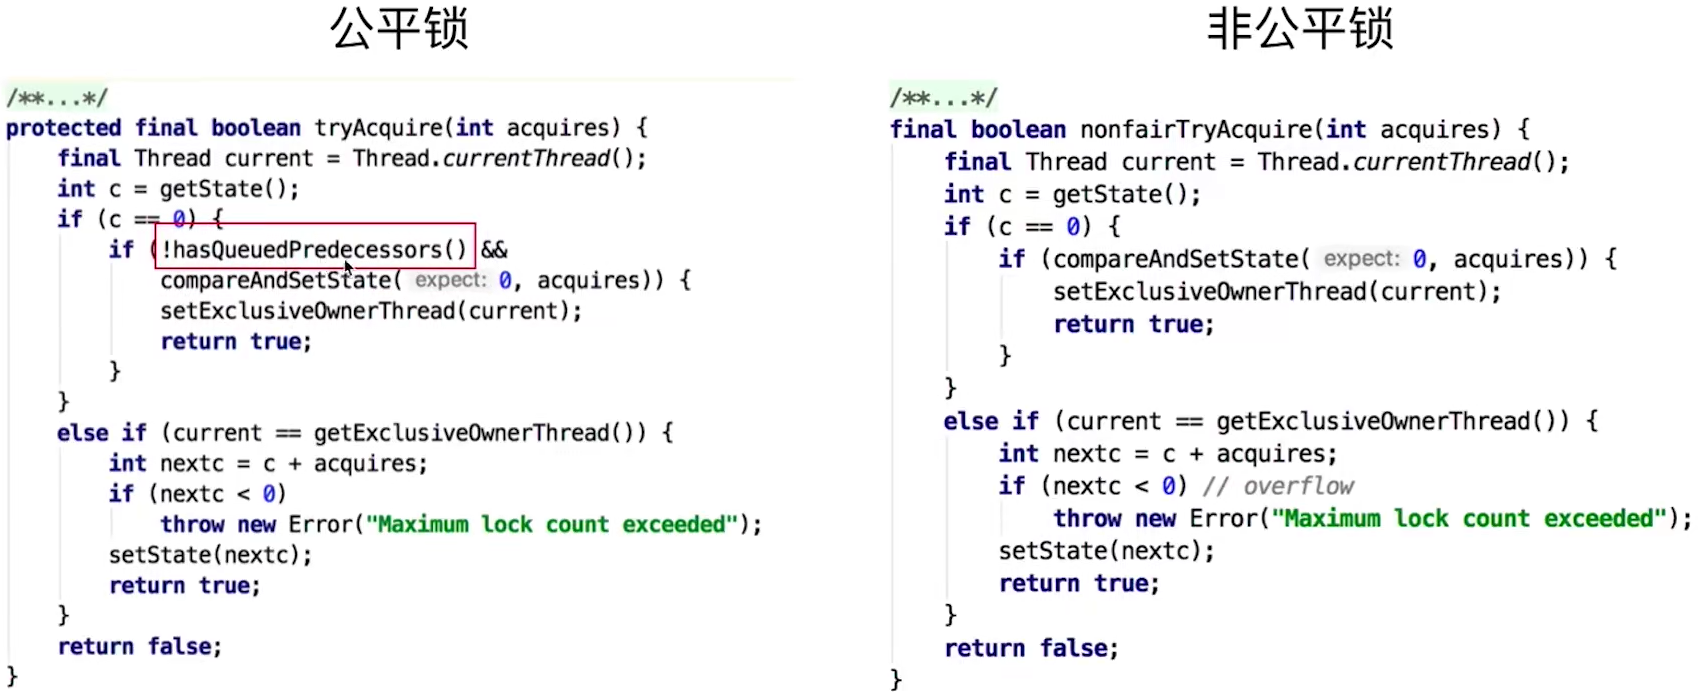 公平锁
/**...*/
protected final boolean tryAcquire(int acquires) {
    final Thread current = Thread.currentThread();
    int c = getState();
    if (c == 0) {
        if (!hasQueuedPredecessors() &&
            compareAndSetState( expect: 0, acquires)) {
            setExclusiveOwnerThread(current);
            return true;
        }
    }
    else if (current == getExclusiveOwnerThread()) {
        int nextc = c + acquires;
        if (nextc < 0)
            throw new Error("Maximum lock count exceeded");
        setState(nextc);
        return true;
    }
    return false;
}
非公平锁
/**...*/
final boolean nonfairTryAcquire(int acquires) {
    final Thread current = Thread.currentThread();
    int c = getState();
    if (c == 0) {
        if (compareAndSetState( expect: 0, acquires)) {
            setExclusiveOwnerThread(current);
            return true;
        }
    }
    else if (current == getExclusiveOwnerThread()) {
        int nextc = c + acquires;
        if (nextc < 0) // overflow
            throw new Error("Maximum lock count exceeded");
        setState(nextc);
        return true;
    }
    return false;
}